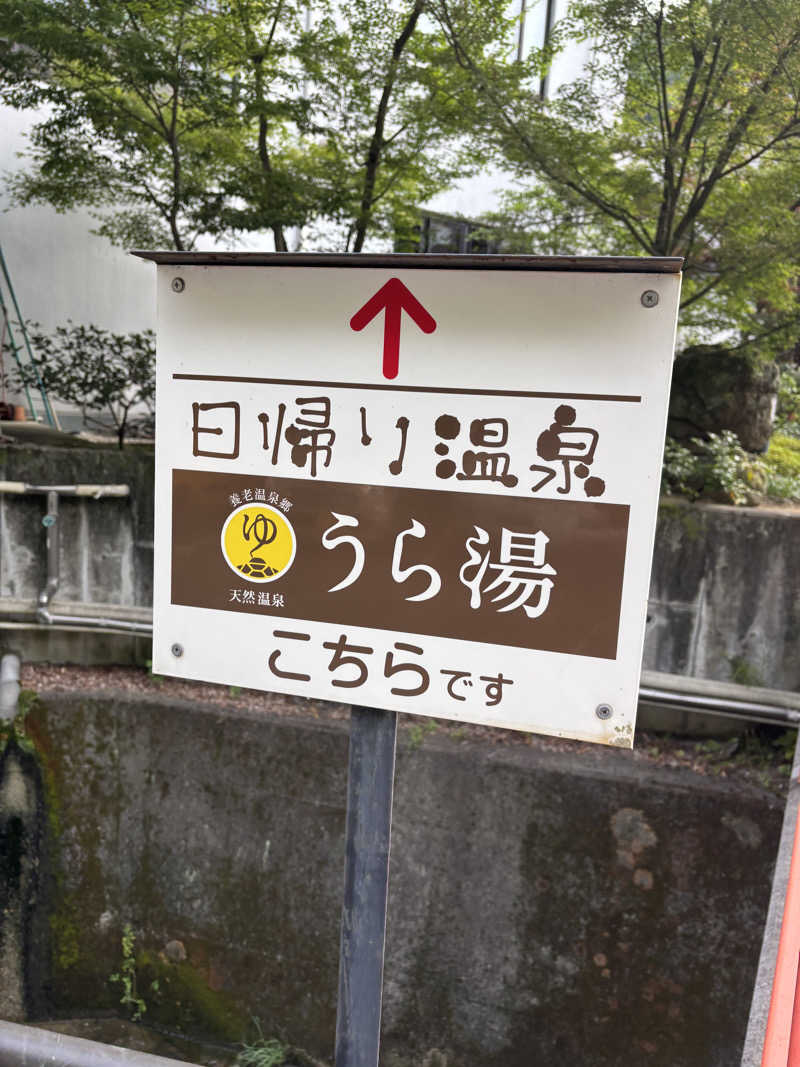 日帰り温泉
養老温泉郷
ゆ
天然温泉
うら湯
こちらです